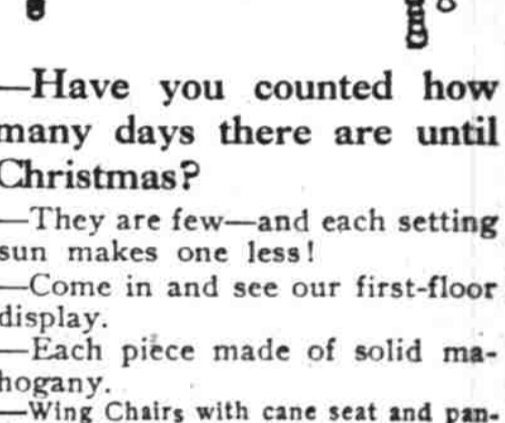 —Have you counted how
many days there are until
Christmas?
—They are few—and each setting
sun makes one less!
—Come in and see our first-floor
display.
—Each piece made of solid ma-
hogany.
—Wing Chairs with cane seat and pan-